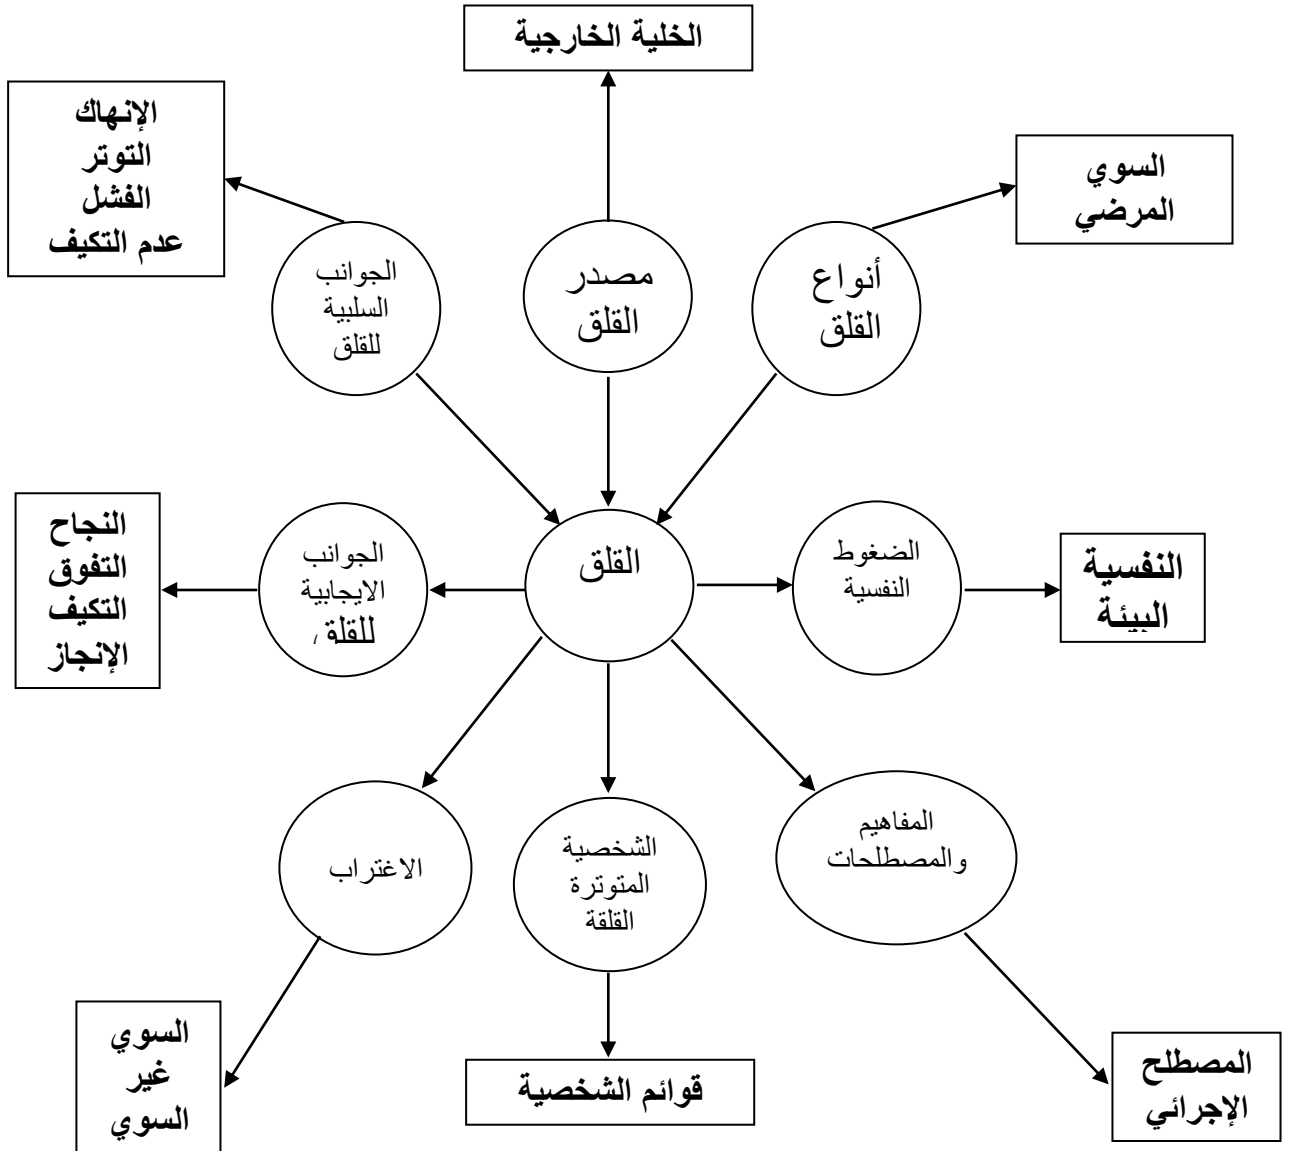 الخلية الخارجية
السوي
المرضي
الإنهاك
التوتر
الفشل
عدم التكيف
أنواع
القلق
مصدر
القلق
الجوانب
السلبية
للقلق
القلق
الضغوط
النفسية
النفسية
البيئة
الجوانب
الايجابية
للقلق
النجاح
التفوق
التكيف
الإنجاز
المفاهيم
والمصطلحات
الشخصية
المتوترة
القلقة
الاغتراب
المصطلح
الإجرائي
قوائم الشخصية
السوي
غير
السوي